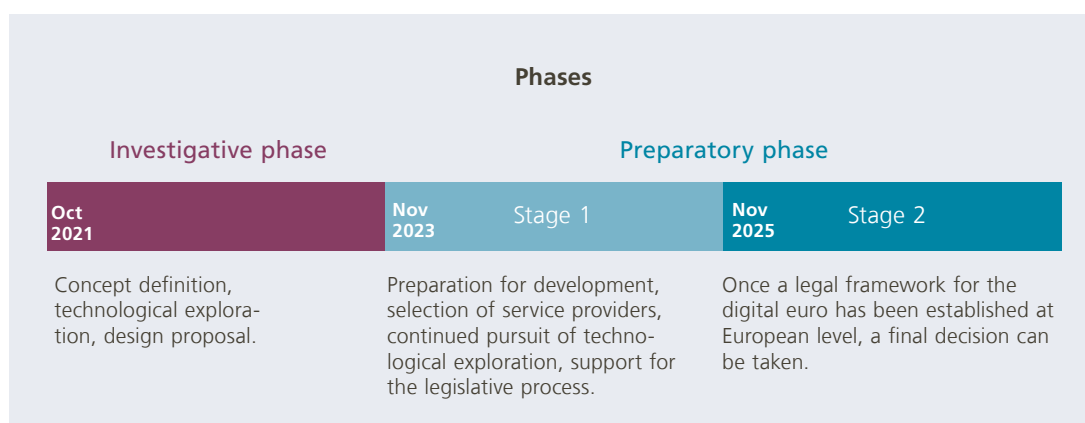 Phases
Investigative phase
Preparatory phase
Oct
2021
Nov
2023
Stage 1
Nov
2025
Stage 2
Concept definition,
technological explora-
tion, design proposal.
Preparation for development,
selection of service providers,
continued pursuit of techno-
logical exploration, support for
the legislative process.
Once a legal framework for the
digital euro has been established at
European level, a final decision can
be taken.